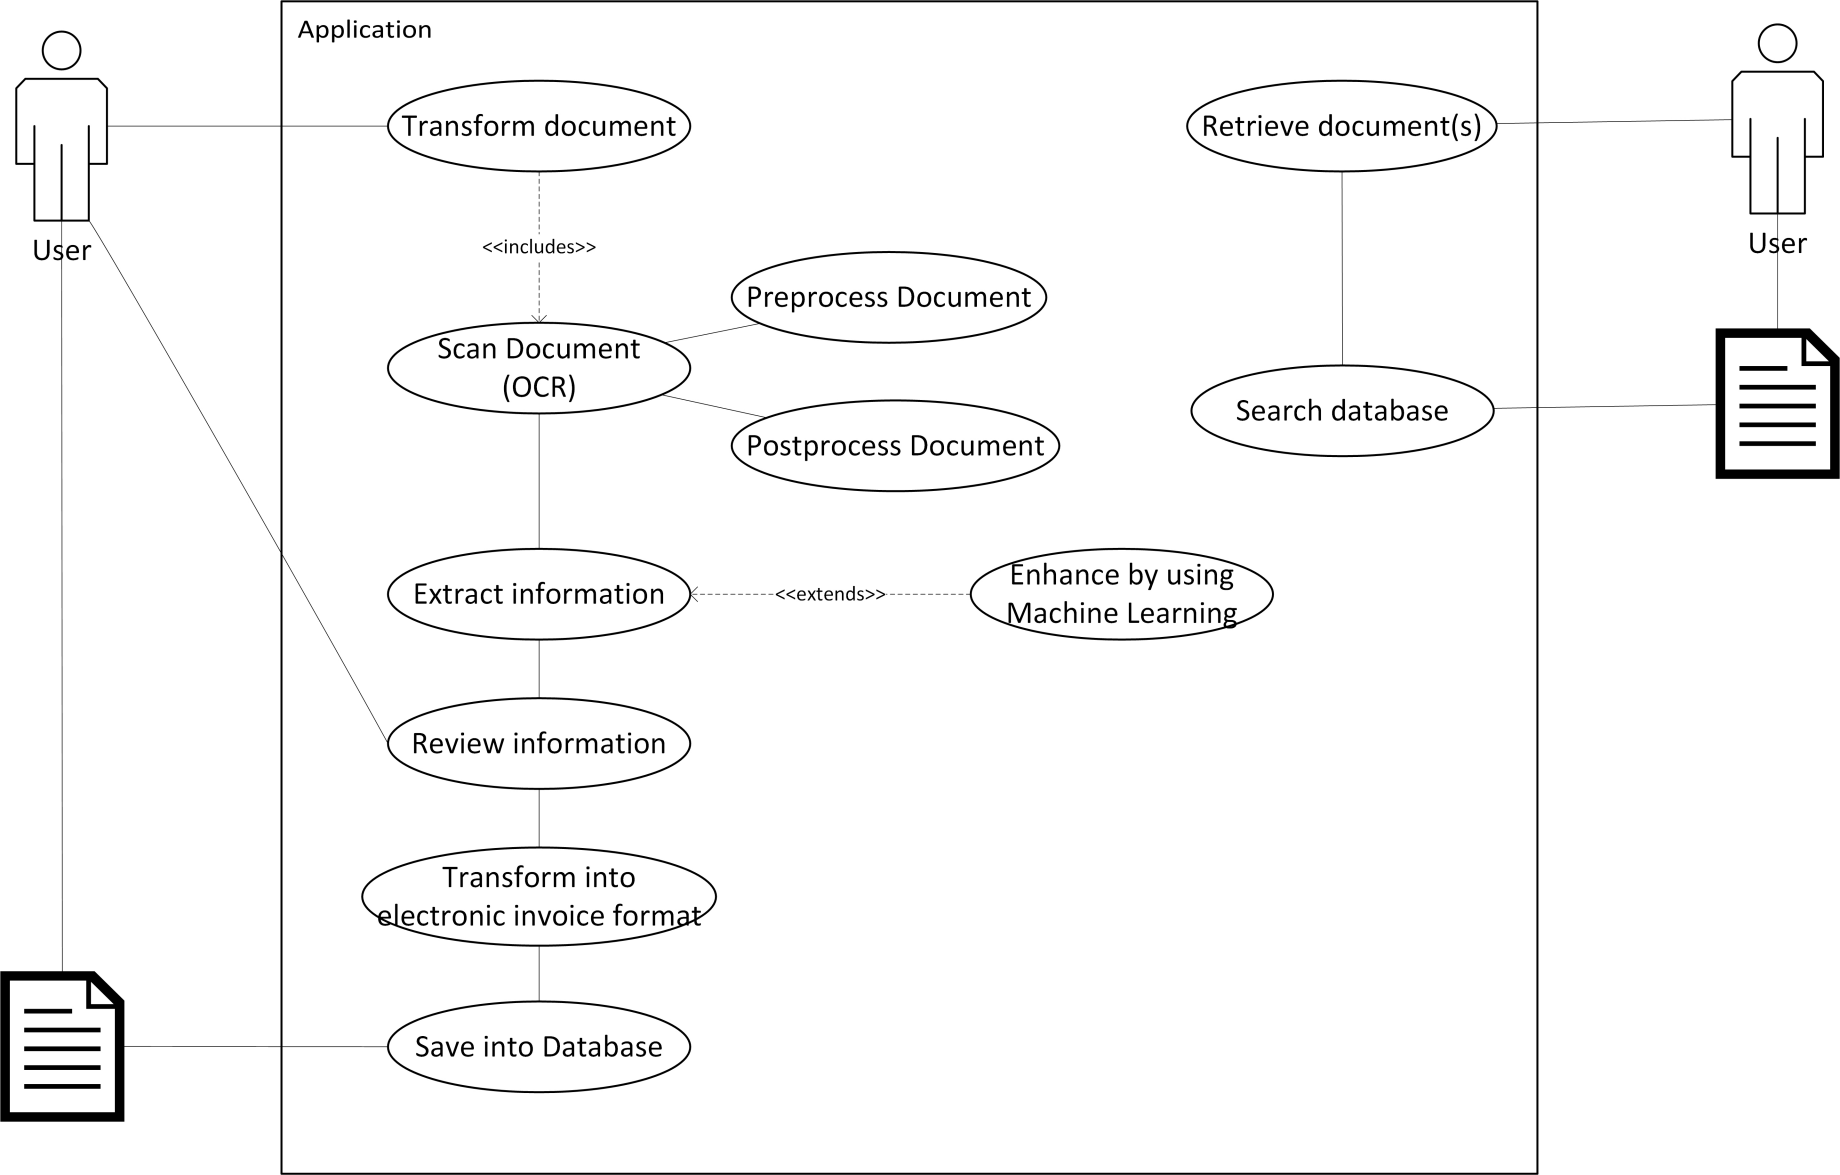 Application
User
Transform document
<<includes>>
Scan Document
(OCR)
Preprocess Document
Postprocess Document
Extract information
<<extends>>
Enhance by using
Machine Learning
Review information
Transform into
electronic invoice format
Save into Database
Retrieve document(s)
Search database
User